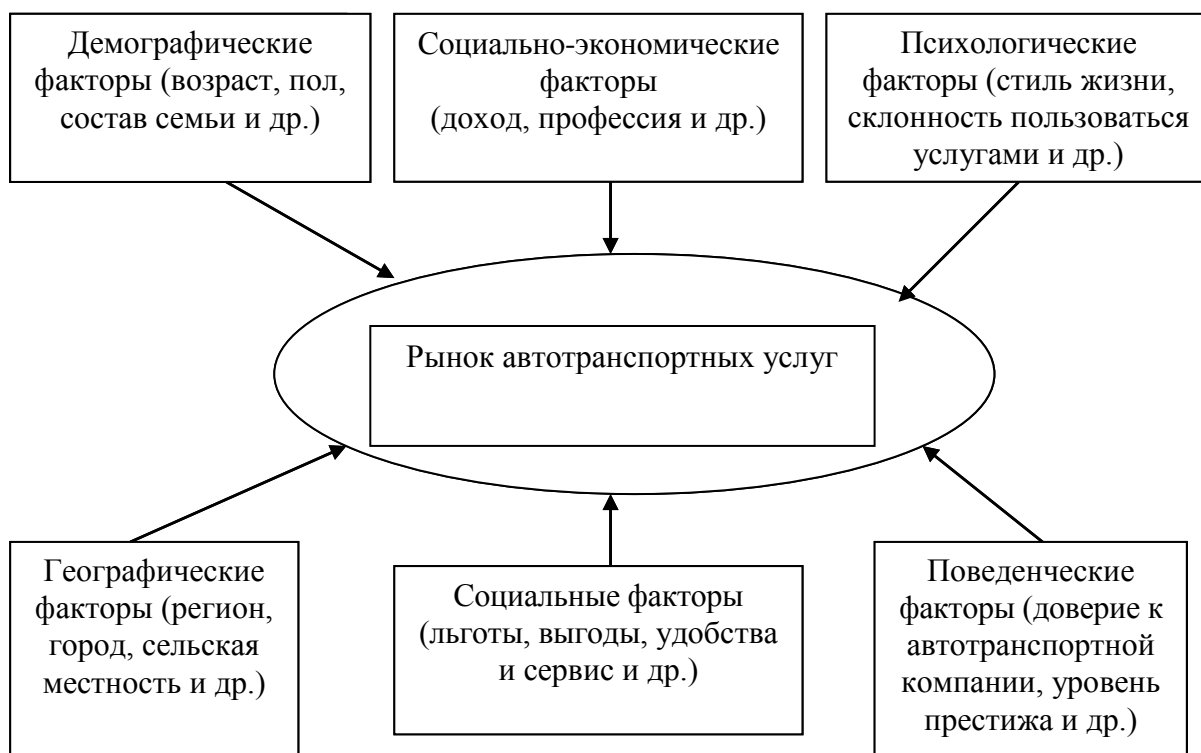 Демографические
факторы (возраст, пол,
состав семьи и др.)
Социально-экономические
факторы
(доход, профессия и др.)
Психологические
факторы (стиль жизни,
склонность пользоваться
услугами и др.)
Рынок автотранспортных услуг
Географические
факторы (регион,
город, сельская
местность и др.)
Социальные факторы
(льготы, выгоды, удобства
и сервис и др.)
Поведенческие
факторы (доверие к
автотранспортной
компании, уровень
престижа и др.)